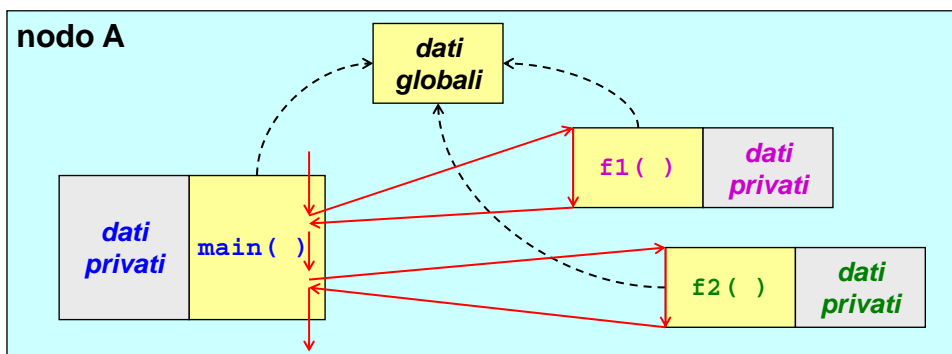 nodo A
dati
globali
f1( )
dati
privati
dati
privati
main( )
f2( )
dati
privati